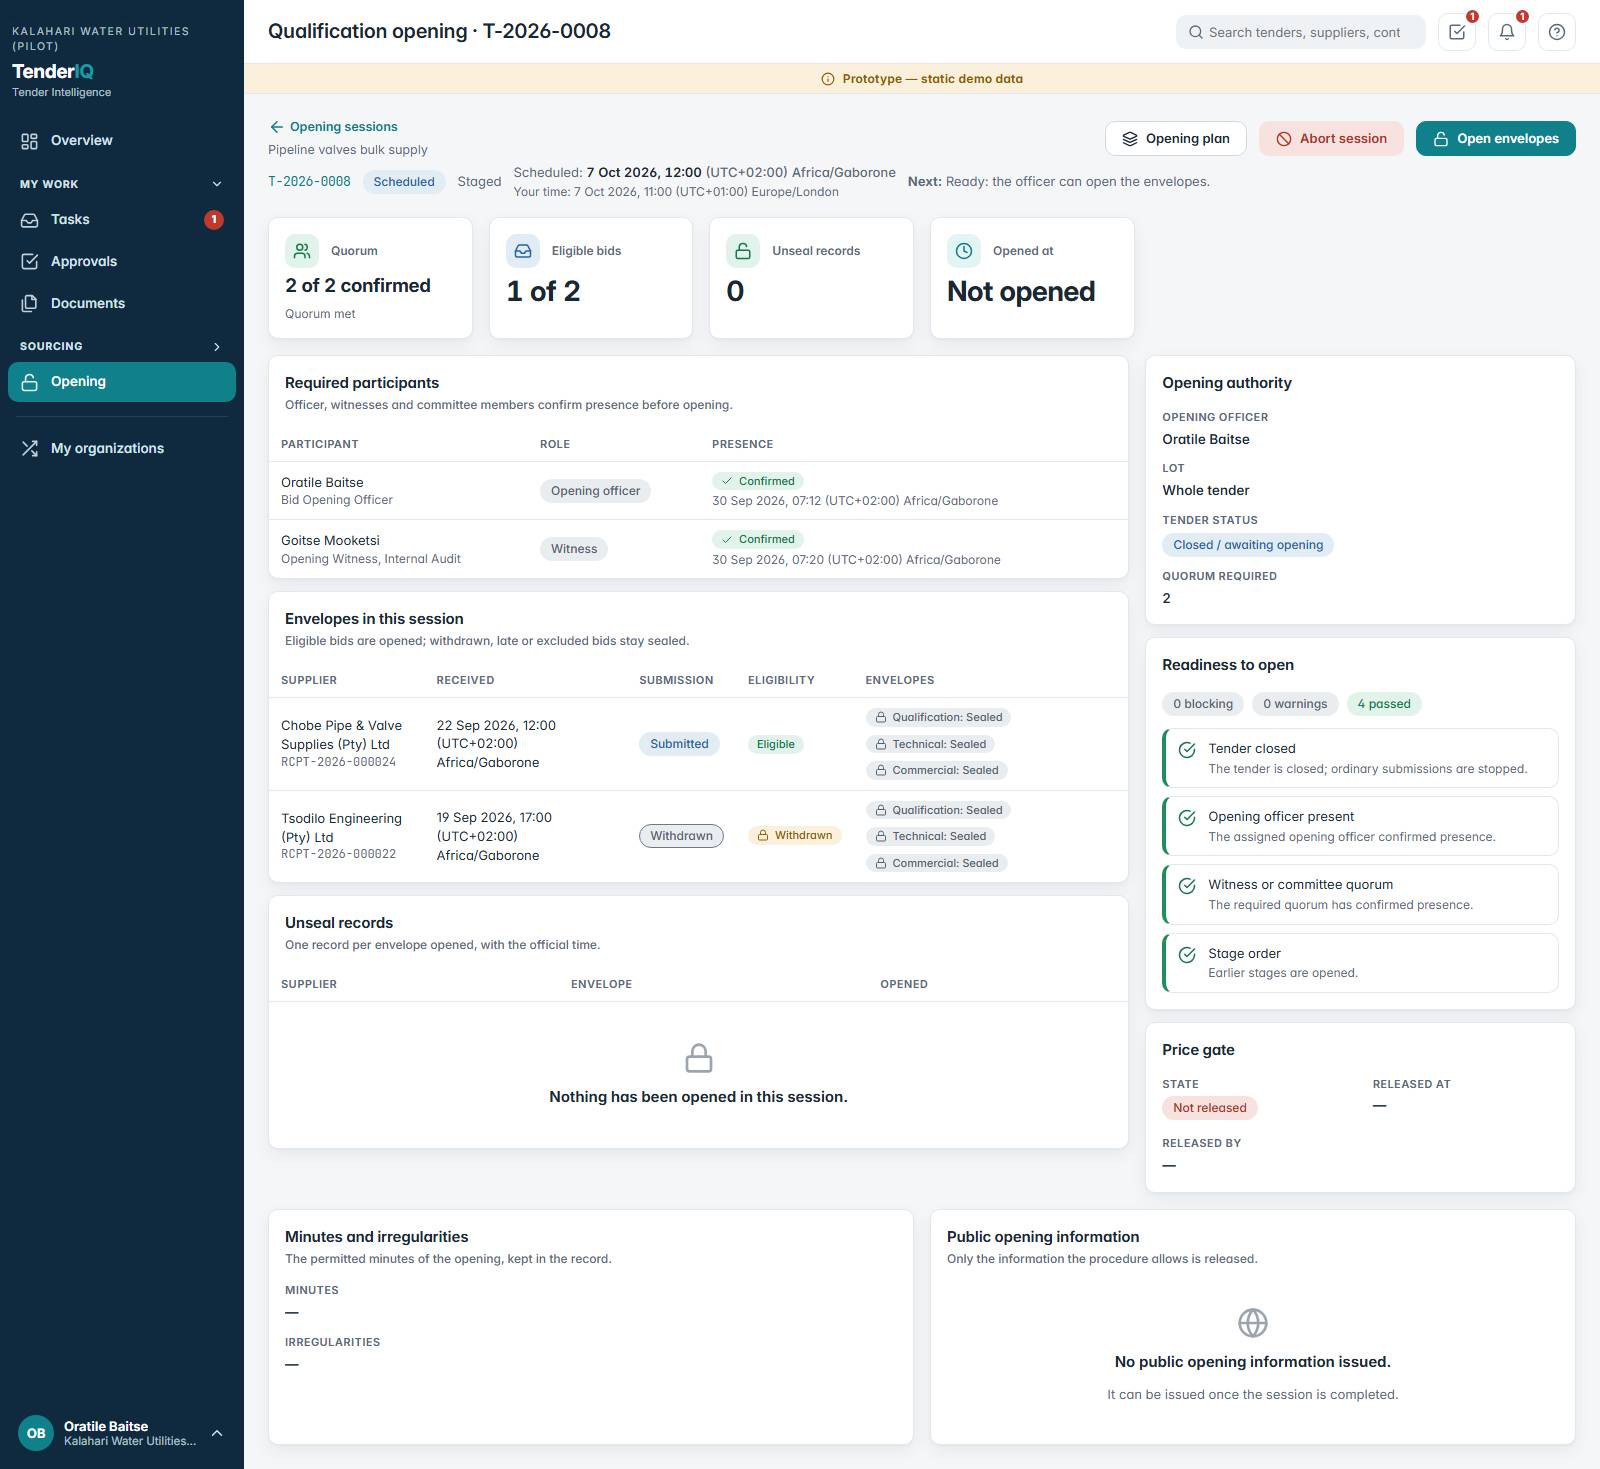 KALAHARI WATER UTILITIES
(PILOT)
TenderIQ
Tender Intelligence
Overview
MY WORK
Tasks
1
Approvals
Documents
SOURCING
Opening
My organizations
OB
Oratile Baitse
Kalahari Water Utilities...
Qualification opening · T-2026-0008
Search tenders, suppliers, cont
1
1
Prototype — static demo data
Opening sessions
Pipeline valves bulk supply
Opening plan
Abort session
Open envelopes
T-2026-0008
Scheduled
Staged
Scheduled: 7 Oct 2026, 12:00 (UTC+02:00) Africa/Gaborone
Your time: 7 Oct 2026, 11:00 (UTC+01:00) Europe/London
Next: Ready: the officer can open the envelopes.
Quorum
2 of 2 confirmed
Quorum met
Eligible bids
1 of 2
Unseal records
0
Opened at
Not opened
Required participants
Officer, witnesses and committee members confirm presence before opening.
PARTICIPANT ROLE PRESENCE
Oratile Baitse
Bid Opening Officer
Opening officer
Confirmed
30 Sep 2026, 07:12 (UTC+02:00) Africa/Gaborone
Goitse Mooketsi
Opening Witness, Internal Audit
Witness
Confirmed
30 Sep 2026, 07:20 (UTC+02:00) Africa/Gaborone
Envelopes in this session
Eligible bids are opened; withdrawn, late or excluded bids stay sealed.
SUPPLIER RECEIVED SUBMISSION ELIGIBILITY ENVELOPES
Chobe Pipe & Valve
Supplies (Pty) Ltd
RCPT-2026-000024
22 Sep 2026, 12:00
(UTC+02:00)
Africa/Gaborone
Submitted
Eligible
Qualification: Sealed
Technical: Sealed
Commercial: Sealed
Tsodilo Engineering
(Pty) Ltd
RCPT-2026-000022
19 Sep 2026, 17:00
(UTC+02:00)
Africa/Gaborone
Withdrawn
Withdrawn
Qualification: Sealed
Technical: Sealed
Commercial: Sealed
Unseal records
One record per envelope opened, with the official time.
SUPPLIER ENVELOPE OPENED
Nothing has been opened in this session.
Opening authority
OPENING OFFICER
Oratile Baitse
LOT
Whole tender
TENDER STATUS
Closed / awaiting opening
QUORUM REQUIRED
2
Readiness to open
0 blocking
0 warnings
4 passed
Tender closed
The tender is closed; ordinary submissions are stopped.
Opening officer present
The assigned opening officer confirmed presence.
Witness or committee quorum
The required quorum has confirmed presence.
Stage order
Earlier stages are opened.
Price gate
STATE
Not released
RELEASED AT
—
RELEASED BY
—
Minutes and irregularities
The permitted minutes of the opening, kept in the record.
MINUTES
—
IRREGULARITIES
—
Public opening information
Only the information the procedure allows is released.
No public opening information issued.
It can be issued once the session is completed.